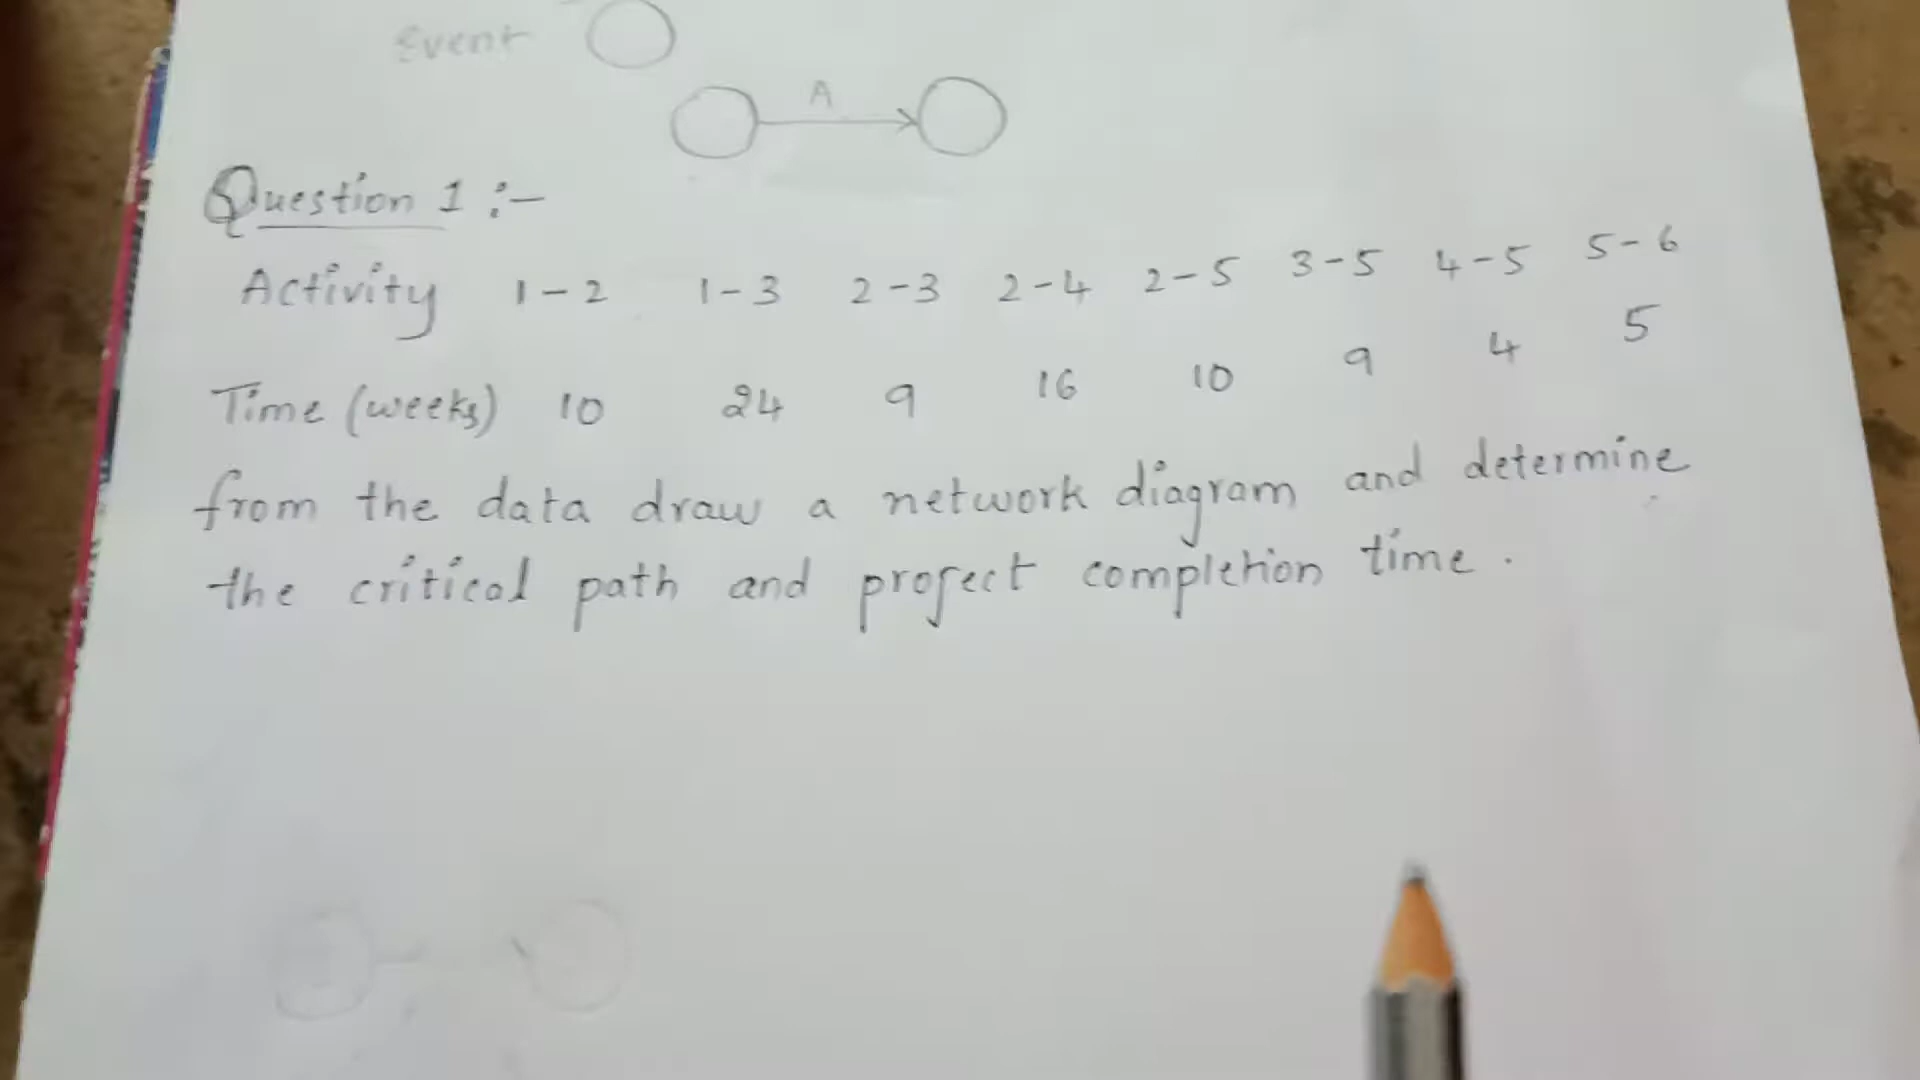 Event
A
Question 1 :-
Activity 1-2 1-3 2-3 2-4 2-5 3-5 4-5 5-6
Time (weeks) 10 24 9 16 10 9 4 5
from the data draw a network diagram and determine
the critical path and project completion time.